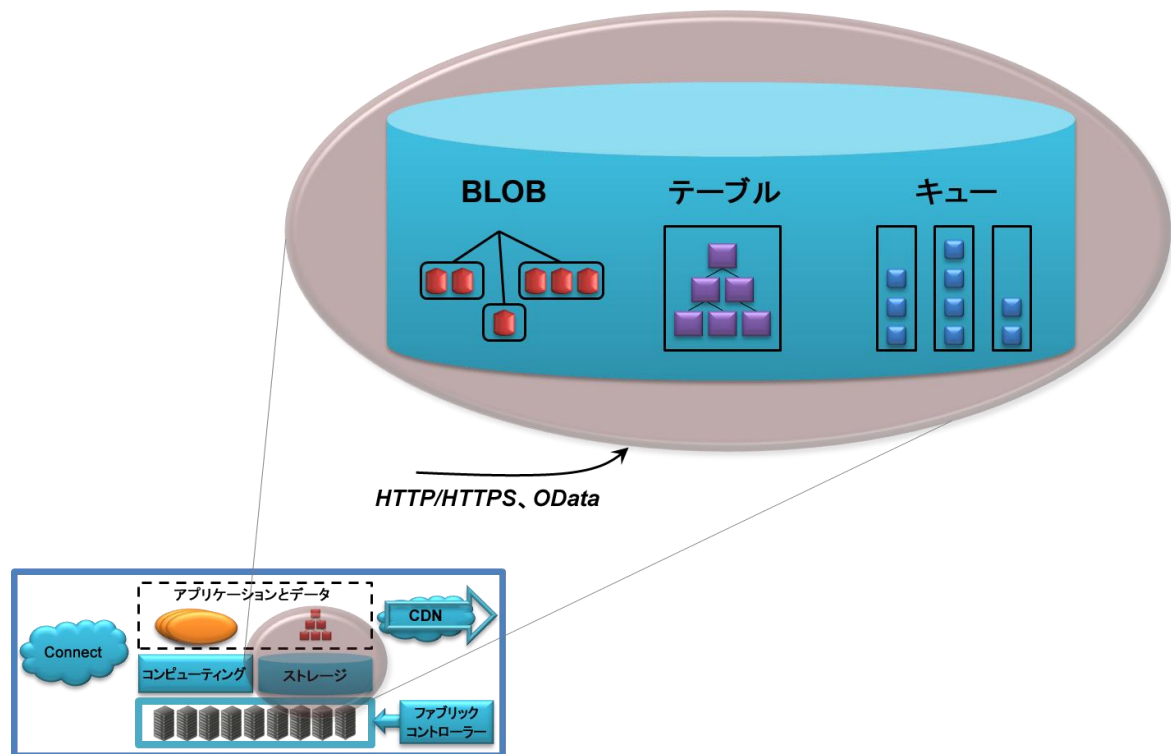 BLOB
テーブル
キュー
HTTP/HTTPS、OData
アプリケーションとデータ
CDN
Connect
コンピューティング
ストレージ
ファブリック
コントローラー